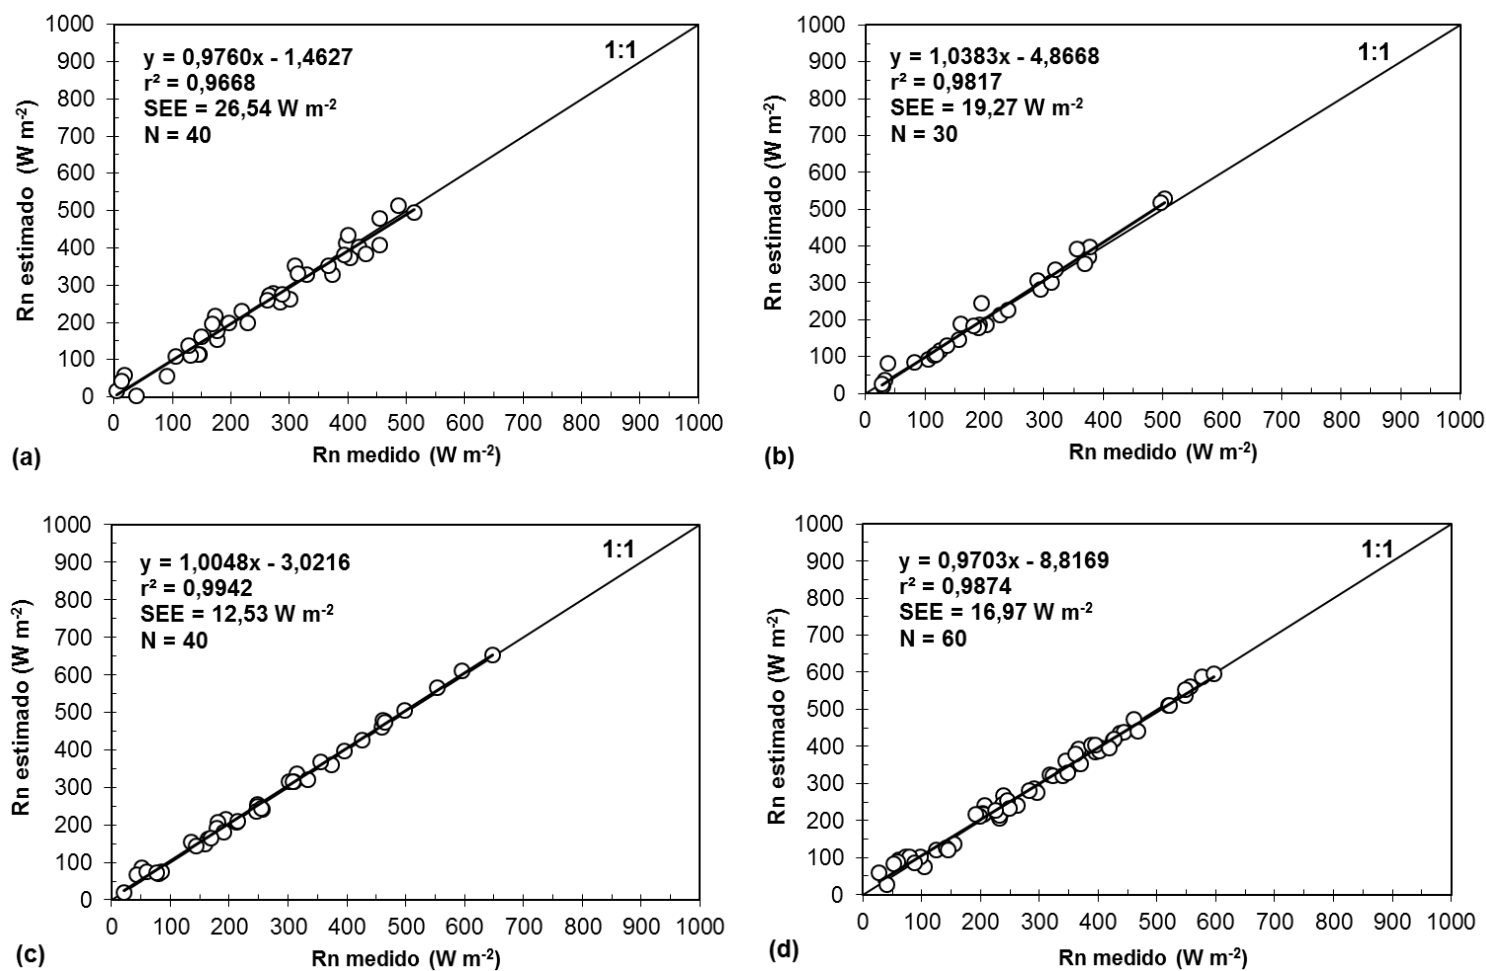 y = 0,9760x - 1,4627
r² = 0,9668
SEE = 26,54 W m-2
N = 40
1:1
1000
900
800
700
600
500
400
300
200
100
0
Rn estimado (W m-2)
0 100 200 300 400 500 600 700 800 900 1000
Rn medido (W m-2)
(a)
y = 1,0383x - 4,8668
r² = 0,9817
SEE = 19,27 W m-2
N = 30
1:1
1000
900
800
700
600
500
400
300
200
100
0
Rn estimado (W m-2)
0 100 200 300 400 500 600 700 800 900 1000
Rn medido (W m-2)
(b)
y = 1,0048x - 3,0216
r² = 0,9942
SEE = 12,53 W m-2
N = 40
1:1
1000
900
800
700
600
500
400
300
200
100
0
Rn estimado (W m-2)
0 100 200 300 400 500 600 700 800 900 1000
Rn medido (W m-2)
(c)
y = 0,9703x - 8,8169
r² = 0,9874
SEE = 16,97 W m-2
N = 60
1:1
1000
900
800
700
600
500
400
300
200
100
0
Rn estimado (W m-2)
0 100 200 300 400 500 600 700 800 900 1000
Rn medido (W m-2)
(d)